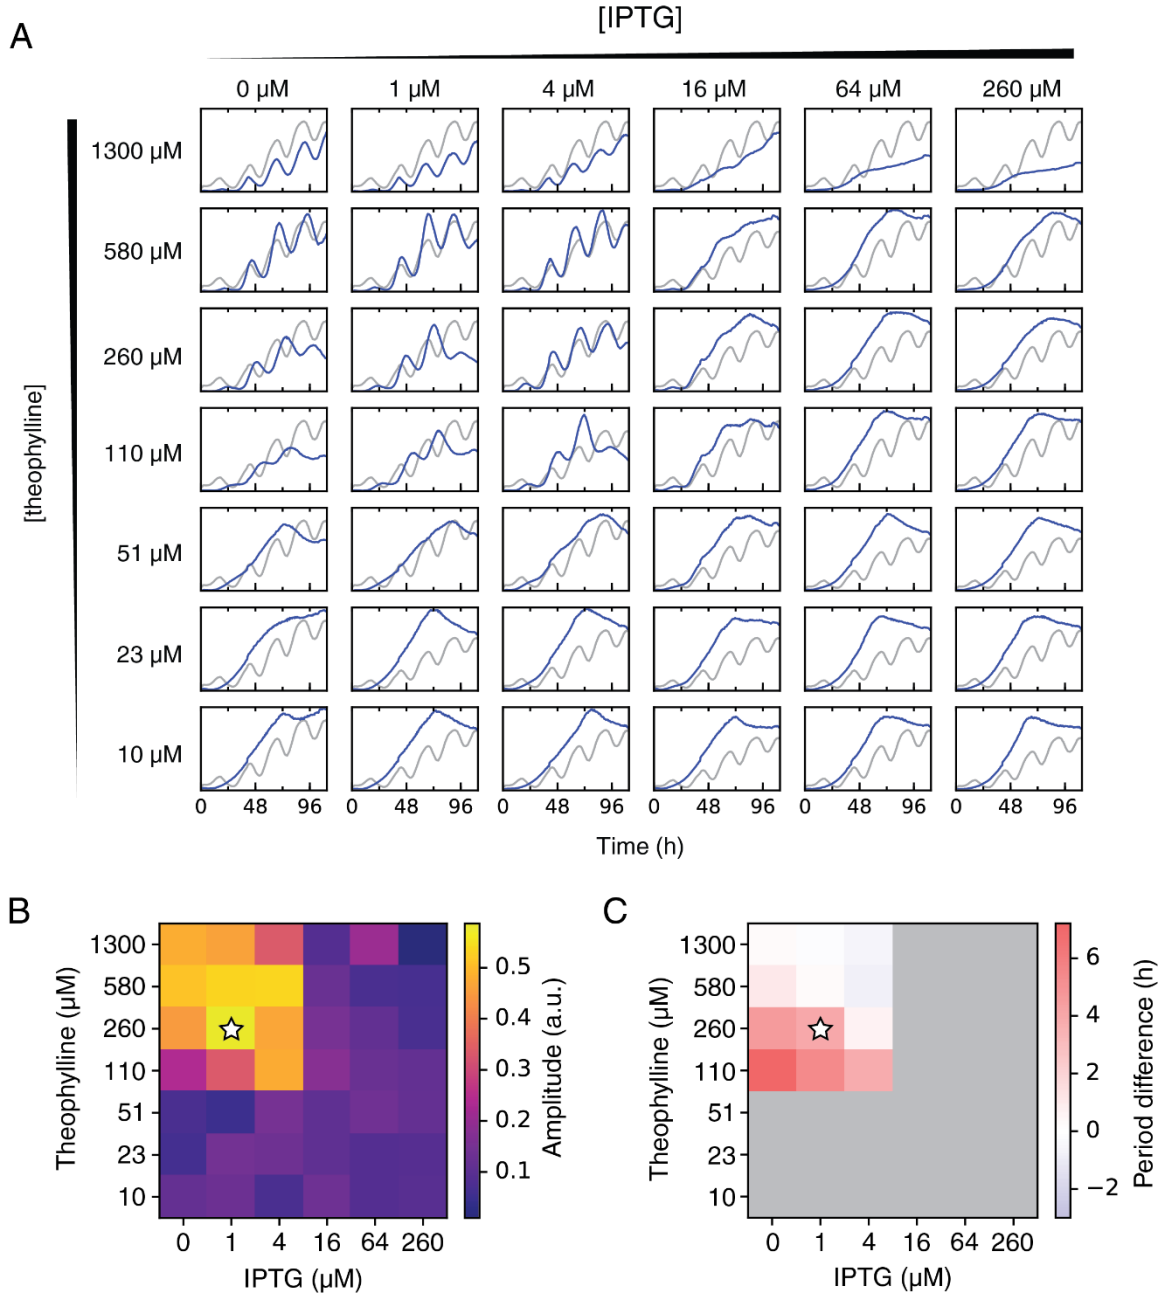 A
[IPTG]
0 µM 1 µM 4 µM 16 µM 64 µM 260 µM
1300 µM
580 µM
260 µM
110 µM
51 µM
23 µM
10 µM
[theophylline]
0 48 96 0 48 96 0 48 96 0 48 96 0 48 96 0 48 96
Time (h)
B
Theophylline (µM)
1300
580
260
110
51
23
10
0 1 4 16 64 260
IPTG (µM)
0.5
0.4
0.3
0.2
0.1
Amplitude (a.u.)
C
Theophylline (µM)
1300
580
260
110
51
23
10
0 1 4 16 64 260
IPTG (µM)
6
4
2
0
−2
Period difference (h)